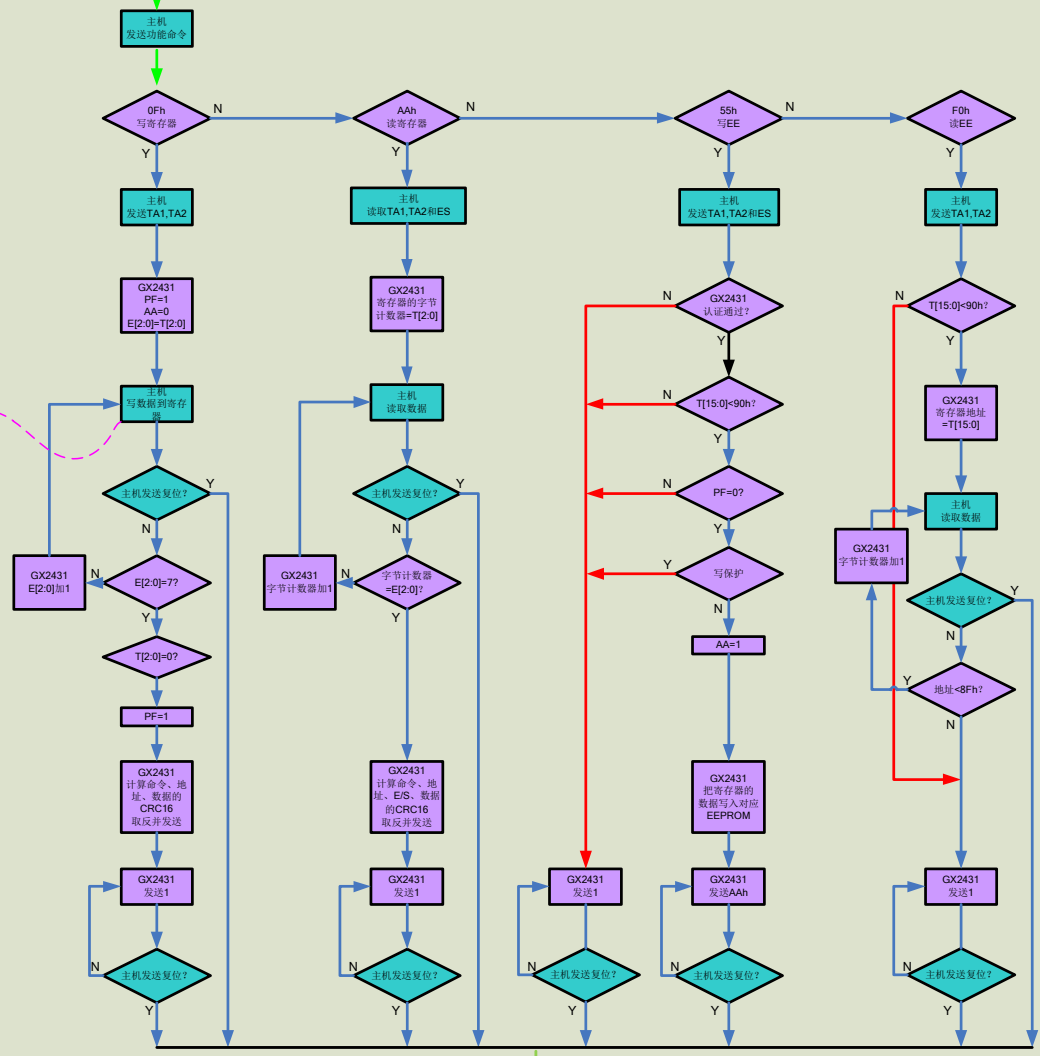 主机
发送功能命令
0Fh
写寄存器
N
Y
AAh
读寄存器
N
Y
55h
写EE
N
Y
F0h
读EE
Y
主机
发送TA1,TA2
主机
读取TA1,TA2和ES
主机
发送TA1,TA2和ES
主机
发送TA1,TA2
GX2431
PF=1
AA=0
E[2:0]=T[2:0]
GX2431
寄存器的字节
计数器=T[2:0]
GX2431
认证通过？
N
Y
T[15:0]<90h?
N
Y
主机
写数据到寄存
器
主机
读取数据
T[15:0]<90h?
N
Y
GX2431
寄存器地址
=T[15:0]
主机发送复位？
Y
N
主机发送复位？
Y
N
PF=0?
N
Y
主机
读取数据
GX2431
E[2:0]加1
N
E[2:0]=7?
Y
GX2431
字节计数器加1
N
字节计数器
=E[2:0]？
Y
写保护
Y
N
GX2431
字节计数器加1
主机发送复位？
Y
N
T[2:0]=0?
AA=1
地址<8Fh？
Y
N
PF=1
GX2431
计算命令、地
址、数据的
CRC16
取反并发送
GX2431
计算命令、地
址、E/S、数据
的CRC16
取反并发送
GX2431
把寄存器的
数据写入对应
EEPROM
GX2431
发送1
GX2431
发送1
GX2431
发送1
GX2431
发送AAh
GX2431
发送1
主机发送复位？
N
Y
主机发送复位？
N
Y
主机发送复位？
N
Y
主机发送复位？
N
Y
主机发送复位？
N
Y